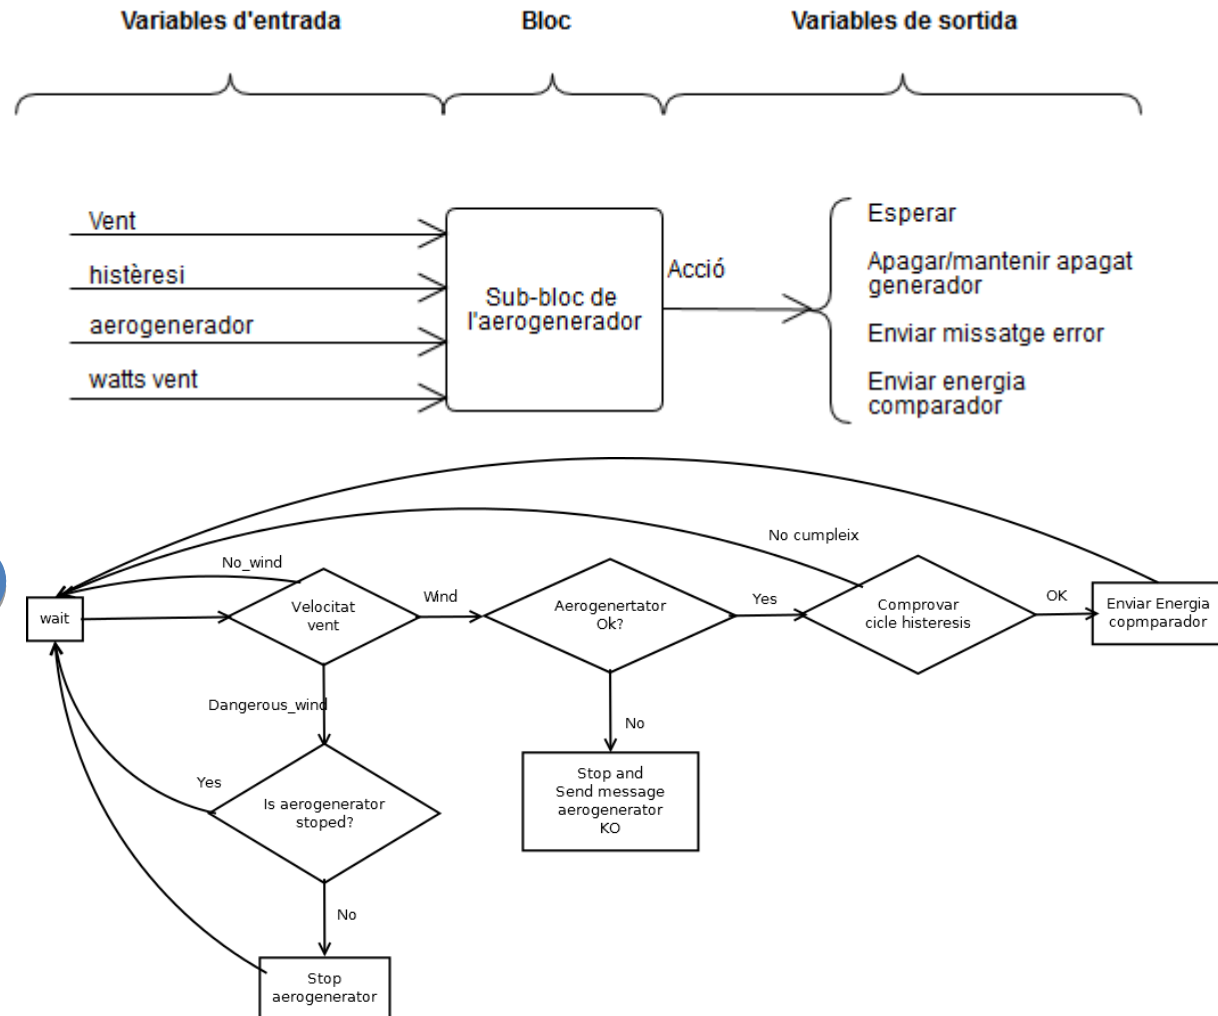 Variables d'entrada
Bloc
Variables de sortida
Vent
histèresi
aerogenerador
watts vent
Sub-bloc de
l'aerogenerador
Acció
Esperar
Apagar/mantenir apagat
generador
Enviar missatge error
Enviar energia
comparador
No cumpleix
No_wind
wait
Velocitat
vent
Wind
Aerogenertator
Ok?
Yes
Comprovar
cicle histeresis
OK
Enviar Energia
copmparador
Dangerous_wind
No
Yes
Is aerogenerator
stoped?
Stop and
Send message
aerogenerator
KO
No
Stop
aerogenerator